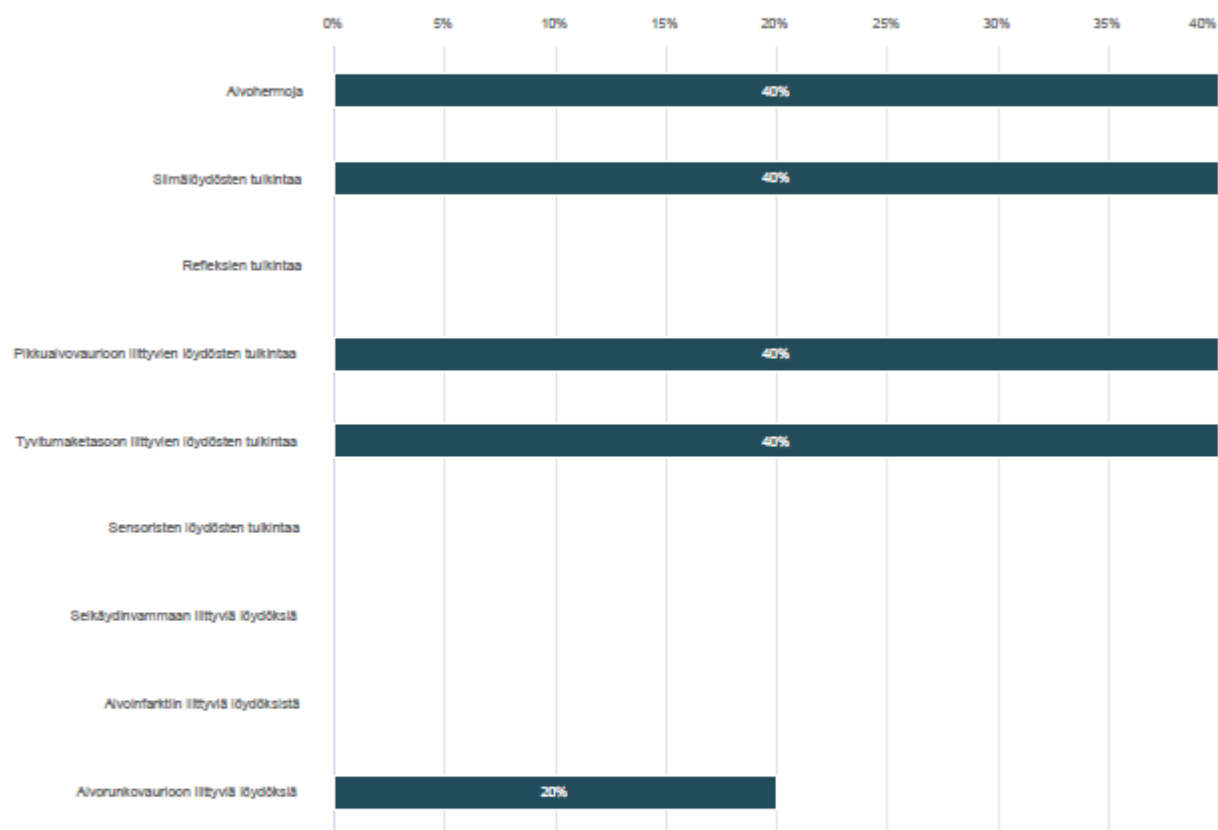 0% 5% 10% 15% 20% 25% 30% 35% 40%
Aivohermoja 40%
Silmälöydösten tulkintaa 40%
Refleksien tulkintaa
Pikkuaivovaurioon liittyvien löydösten tulkintaa 40%
Tyvitumaketasoon liittyvien löydösten tulkintaa 40%
Sensoristen löydösten tulkintaa
Selkäydinvammaan liittyviä löydöksiä
Aivoinfarktiin liittyviä löydöksistä
Aivorunkovaurioon liittyviä löydöksiä 20%